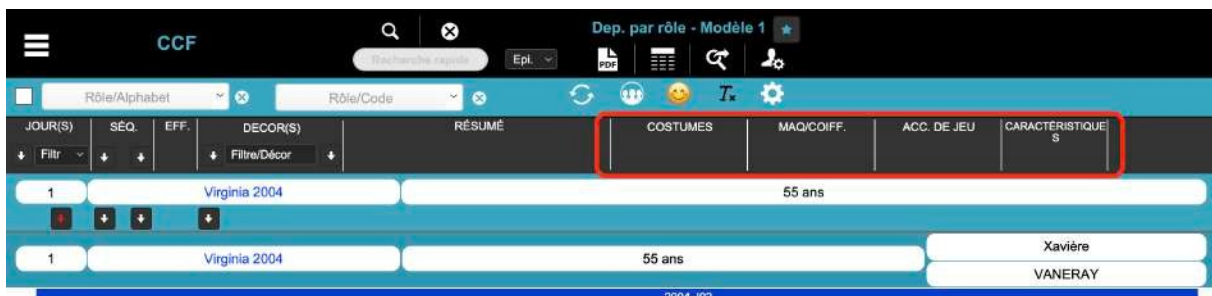 CCF
Dep. par rôle - Modèle 1
Recherche rapide
Epi.
PDF
Rôle/Alphabet
Rôle/Code
Tx
JOUR(S) SÉQ. EFF. DECOR(S) RÉSUMÉ COSTUMES MAQ/COIFF. ACC. DE JEU CARACTÉRISTIQUE
S
Filtr Filtre/Décor
1 Virginia 2004 55 ans
1 Virginia 2004 55 ans
Xavière
VANERAY